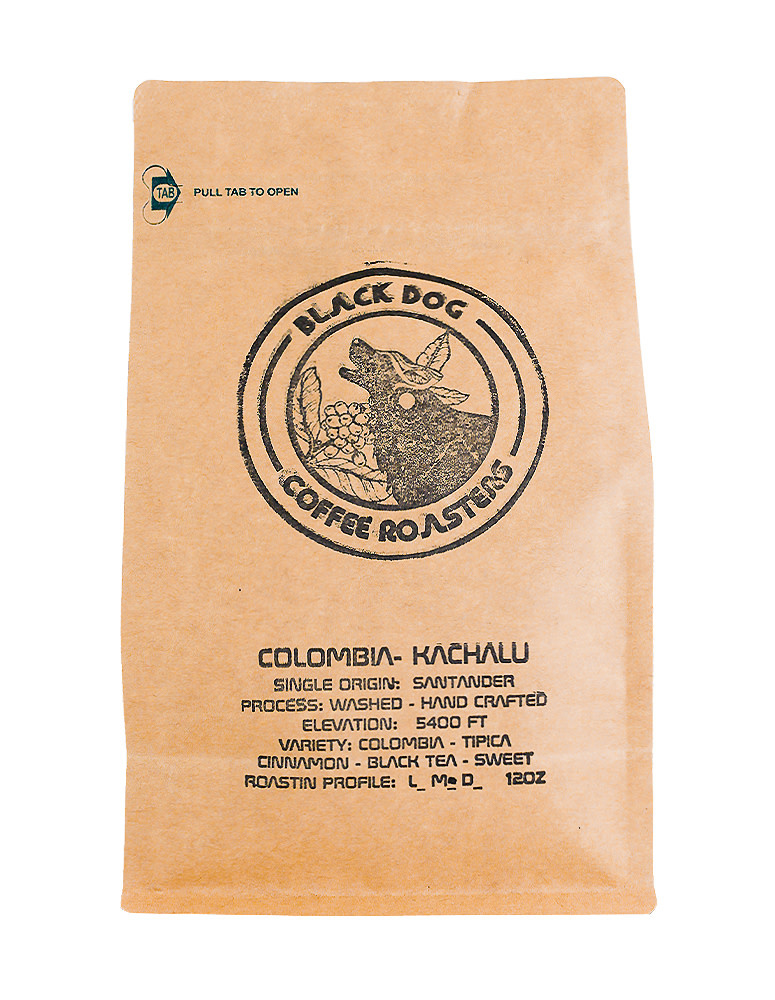 TAB
PULL TAB TO OPEN
BLACK DOG
COFFEE ROASTERS
COLOMBIA- KACHALU
SINGLE ORIGIN: SANTANDER
PROCESS: WASHED - HAND CRAFTED
ELEVATION: 5400 FT
VARIETY: COLOMBIA - TIPICA
CINNAMON - BLACK TEA - SWEET
ROASTIN PROFILE: L_ M_ D_ 12OZ